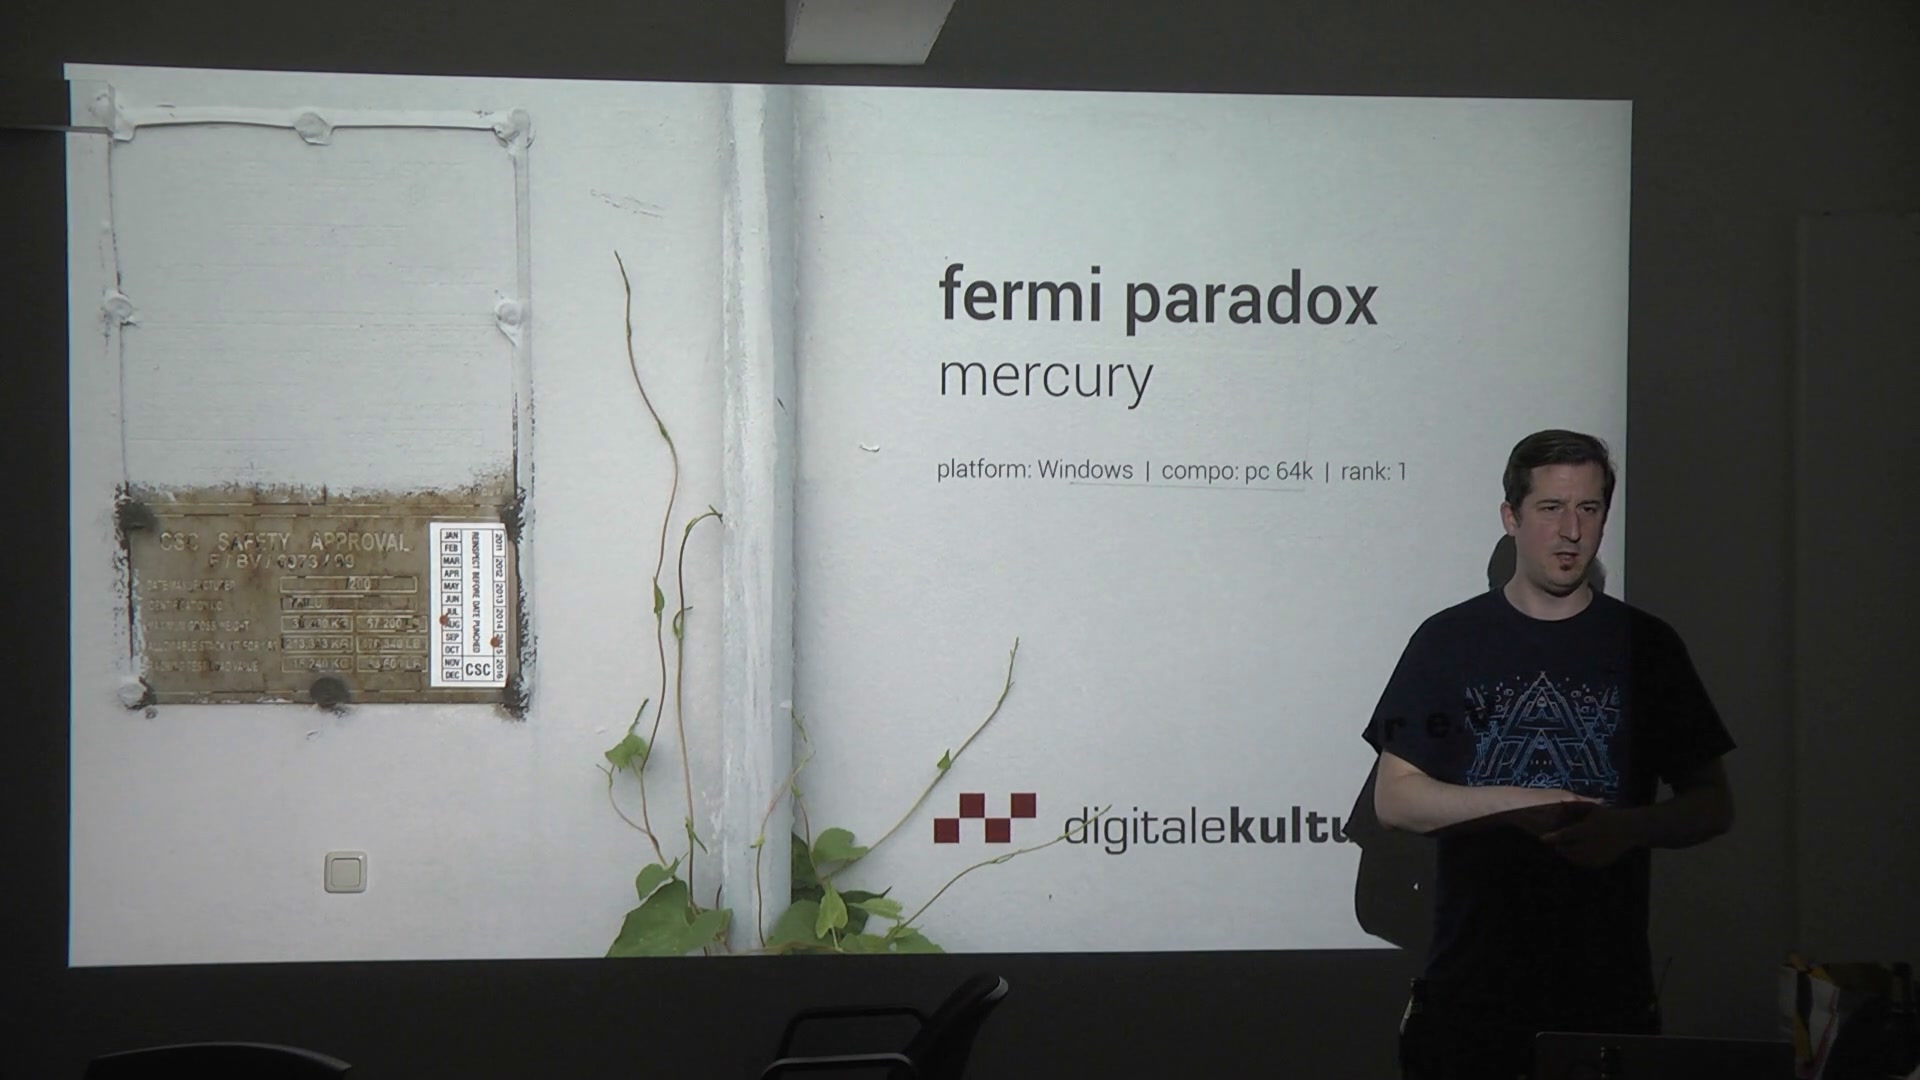 fermi paradox
mercury
platform: Windows | compo: pc 64k | rank: 1
digitalekultu
r e.V
CSC SAFETY APPROVAL
JAN
FEB
MAR
APR
MAY
JUN
JUL
AUG
SEP
OCT
NOV
DEC
REINSPECT BEFORE DATE PUNCHED
2011 2012 2013 2014 2016
CSC